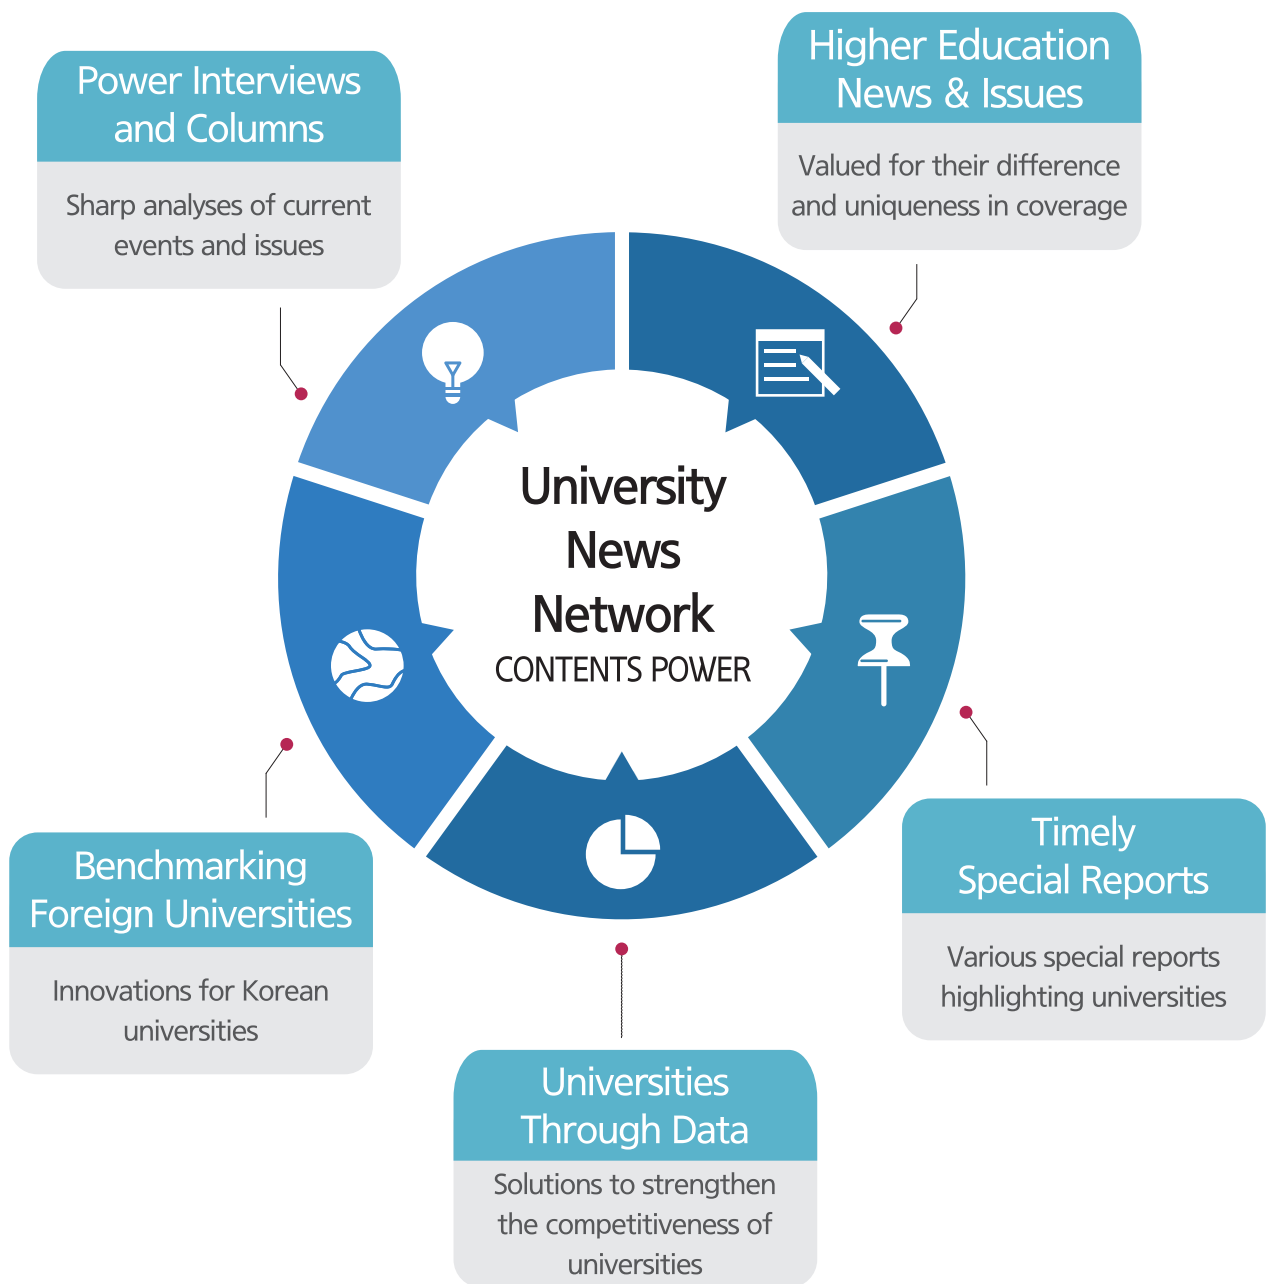 Power Interviews
and Columns
Sharp analyses of current
events and issues
Higher Education
News & Issues
Valued for their difference
and uniqueness in coverage
University
News
Network
CONTENTS POWER
Benchmarking
Foreign Universities
Innovations for Korean
universities
Timely
Special Reports
Various special reports
highlighting universities
Universities
Through Data
Solutions to strengthen
the competitiveness of
universities